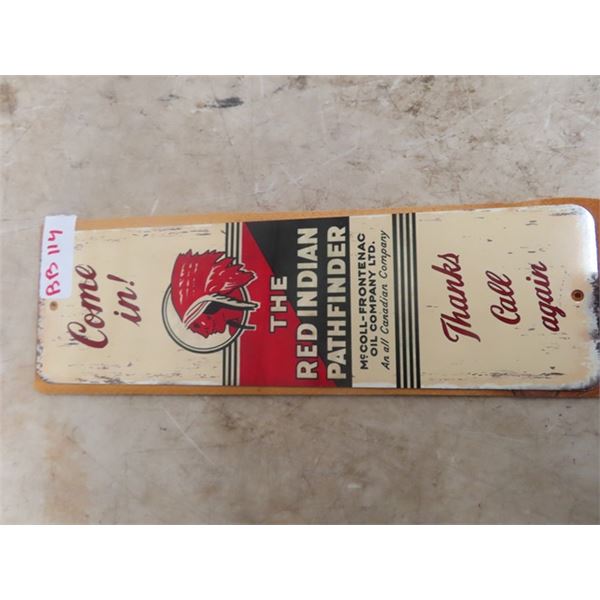 BB 114
Come
in!
THE
RED INDIAN
PATHFINDER
McCOLL-FRONTENAC
OIL COMPANY LTD.
An all Canadian Company
Thanks
Call
again